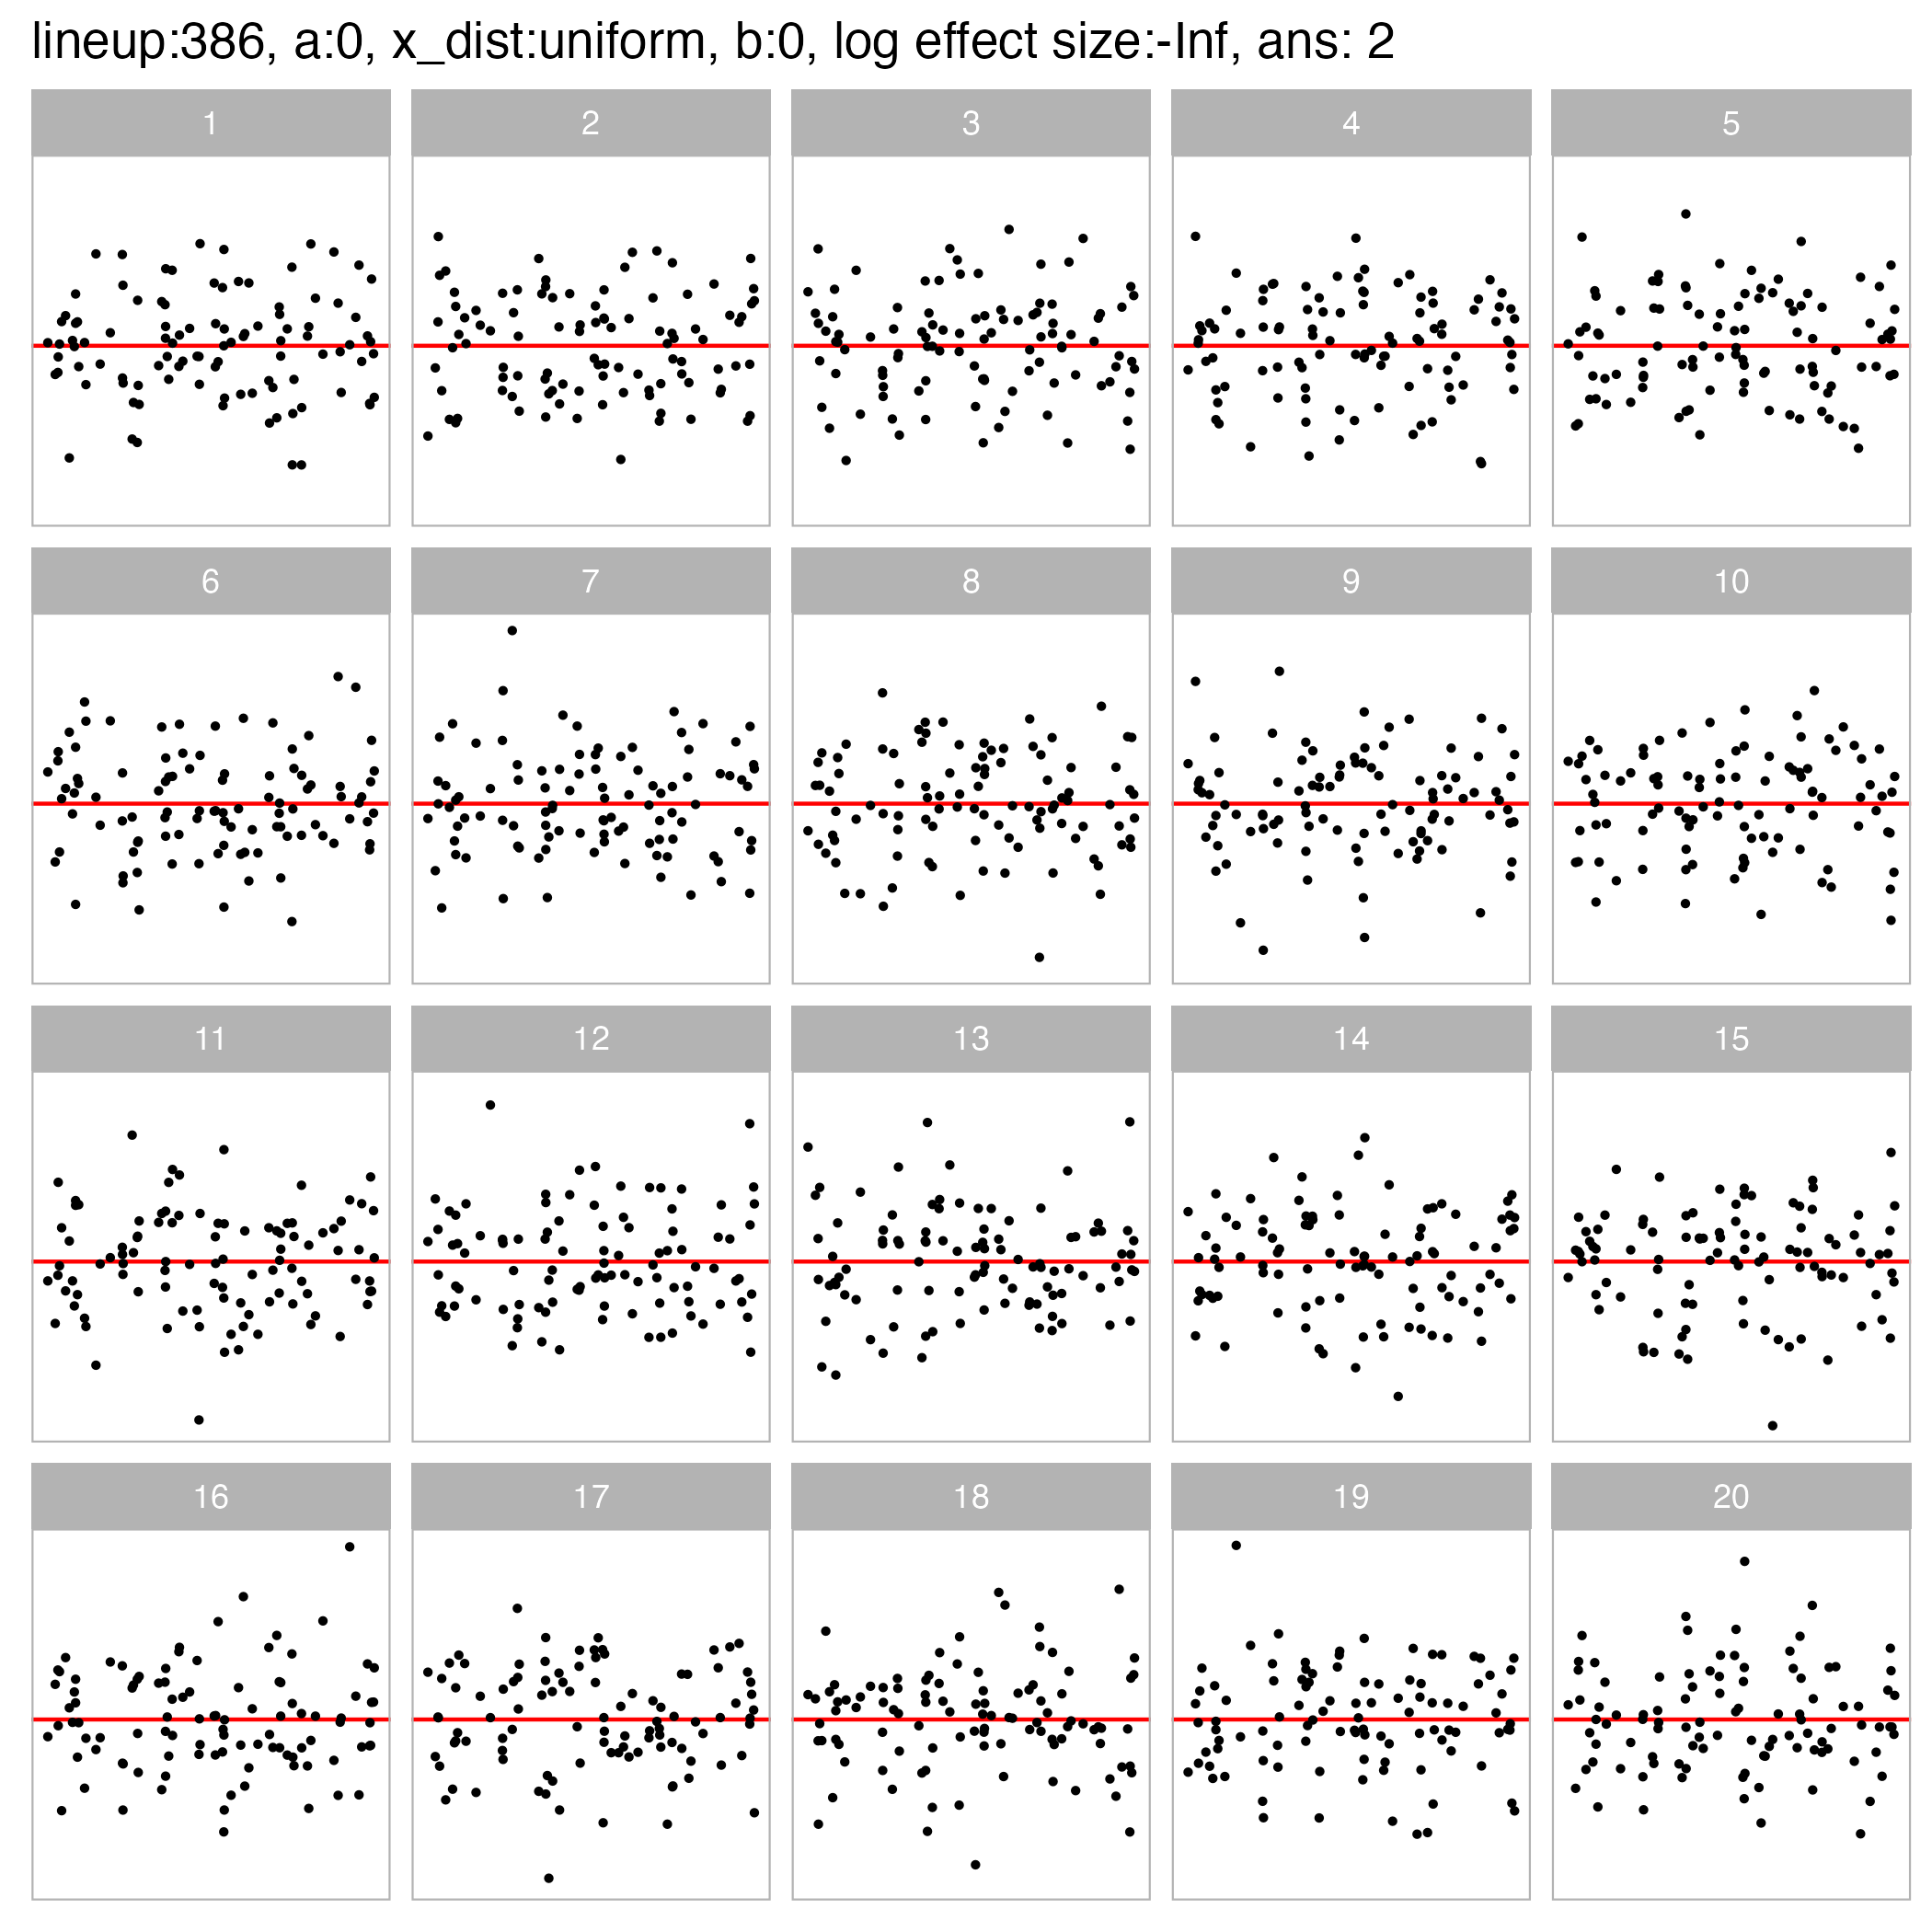 lineup:386, a:0, x_dist:uniform, b:0, log effect size:-Inf, ans: 2
1 2 3 4 5
6 7 8 9 10
11 12 13 14 15
16 17 18 19 20